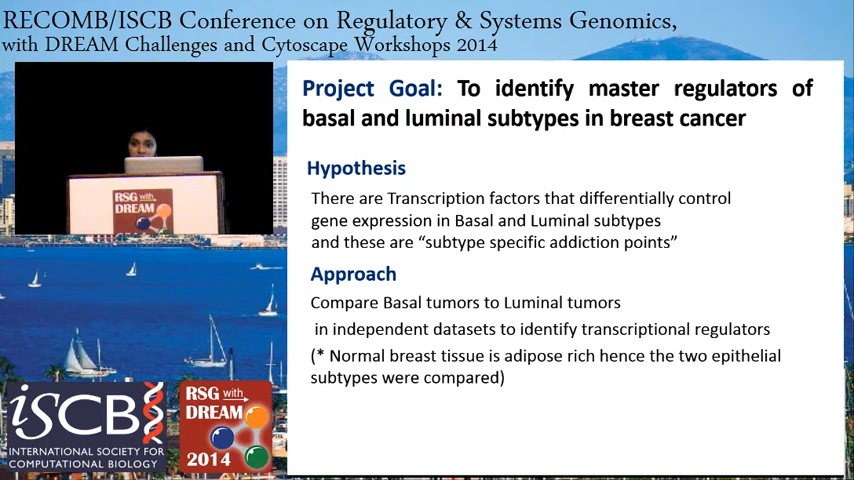 RECOMB/ISCB Conference on Regulatory & Systems Genomics,
with DREAM Challenges and Cytoscape Workshops 2014
Project Goal: To identify master regulators of
basal and luminal subtypes in breast cancer
Hypothesis
There are Transcription factors that differentially control
gene expression in Basal and Luminal subtypes
and these are “subtype specific addiction points”
Approach
Compare Basal tumors to Luminal tumors
in independent datasets to identify transcriptional regulators
(* Normal breast tissue is adipose rich hence the two epithelial
subtypes were compared)
RSG with
DREAM
iSCB
INTERNATIONAL SOCIETY FOR
COMPUTATIONAL BIOLOGY
RSG with
DREAM
2014